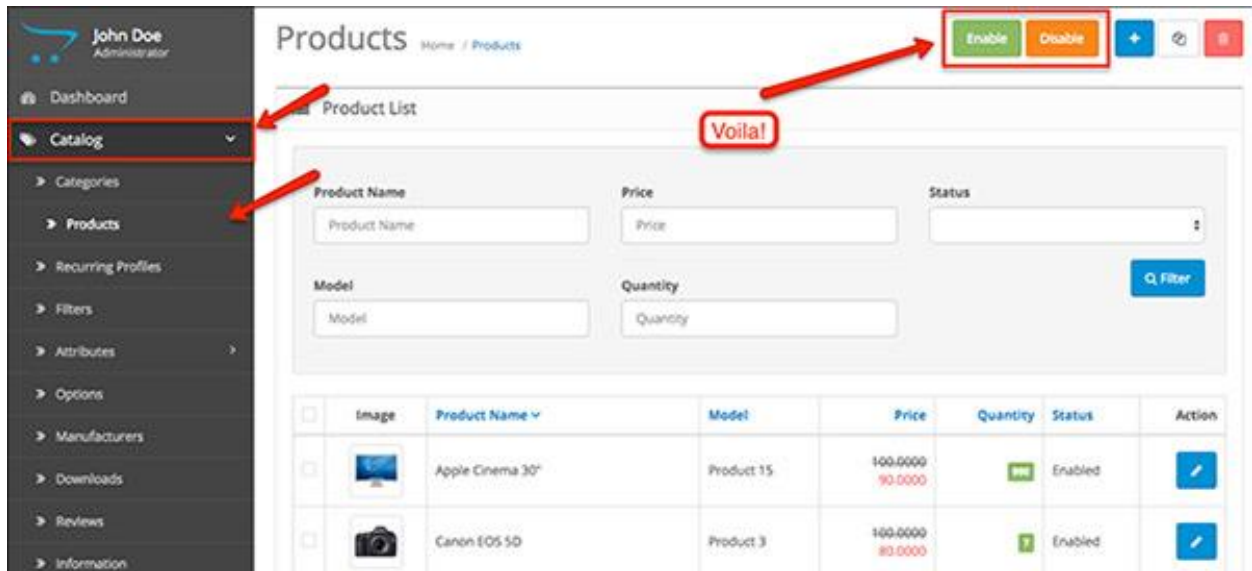 John Doe
Administrator
Dashboard
Catalog
Categories
Products
Recurring Profiles
Filters
Attributes
Options
Manufacturers
Downloads
Reviews
Information
Products Home / Products
Enable Disable
Voila!
Product List
Product Name Price Status
Product Name Price
Filter
Model Quantity
Model Quantity
Image Product Name Model Price Quantity Status Action
Apple Cinema 30" Product 15 100.0000 90.0000 Enabled
Canon EOS 5D Product 3 100.0000 80.0000 7 Enabled